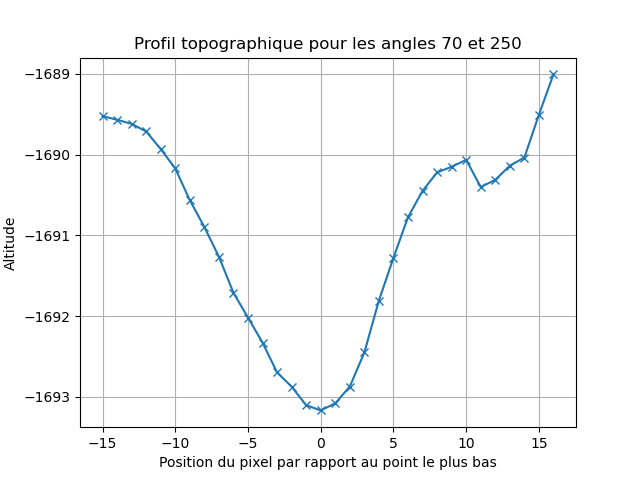 Profil topographique pour les angles 70 et 250
Altitude
−1689
−1690
−1691
−1692
−1693
−15 −10 −5 0 5 10 15
Position du pixel par rapport au point le plus bas